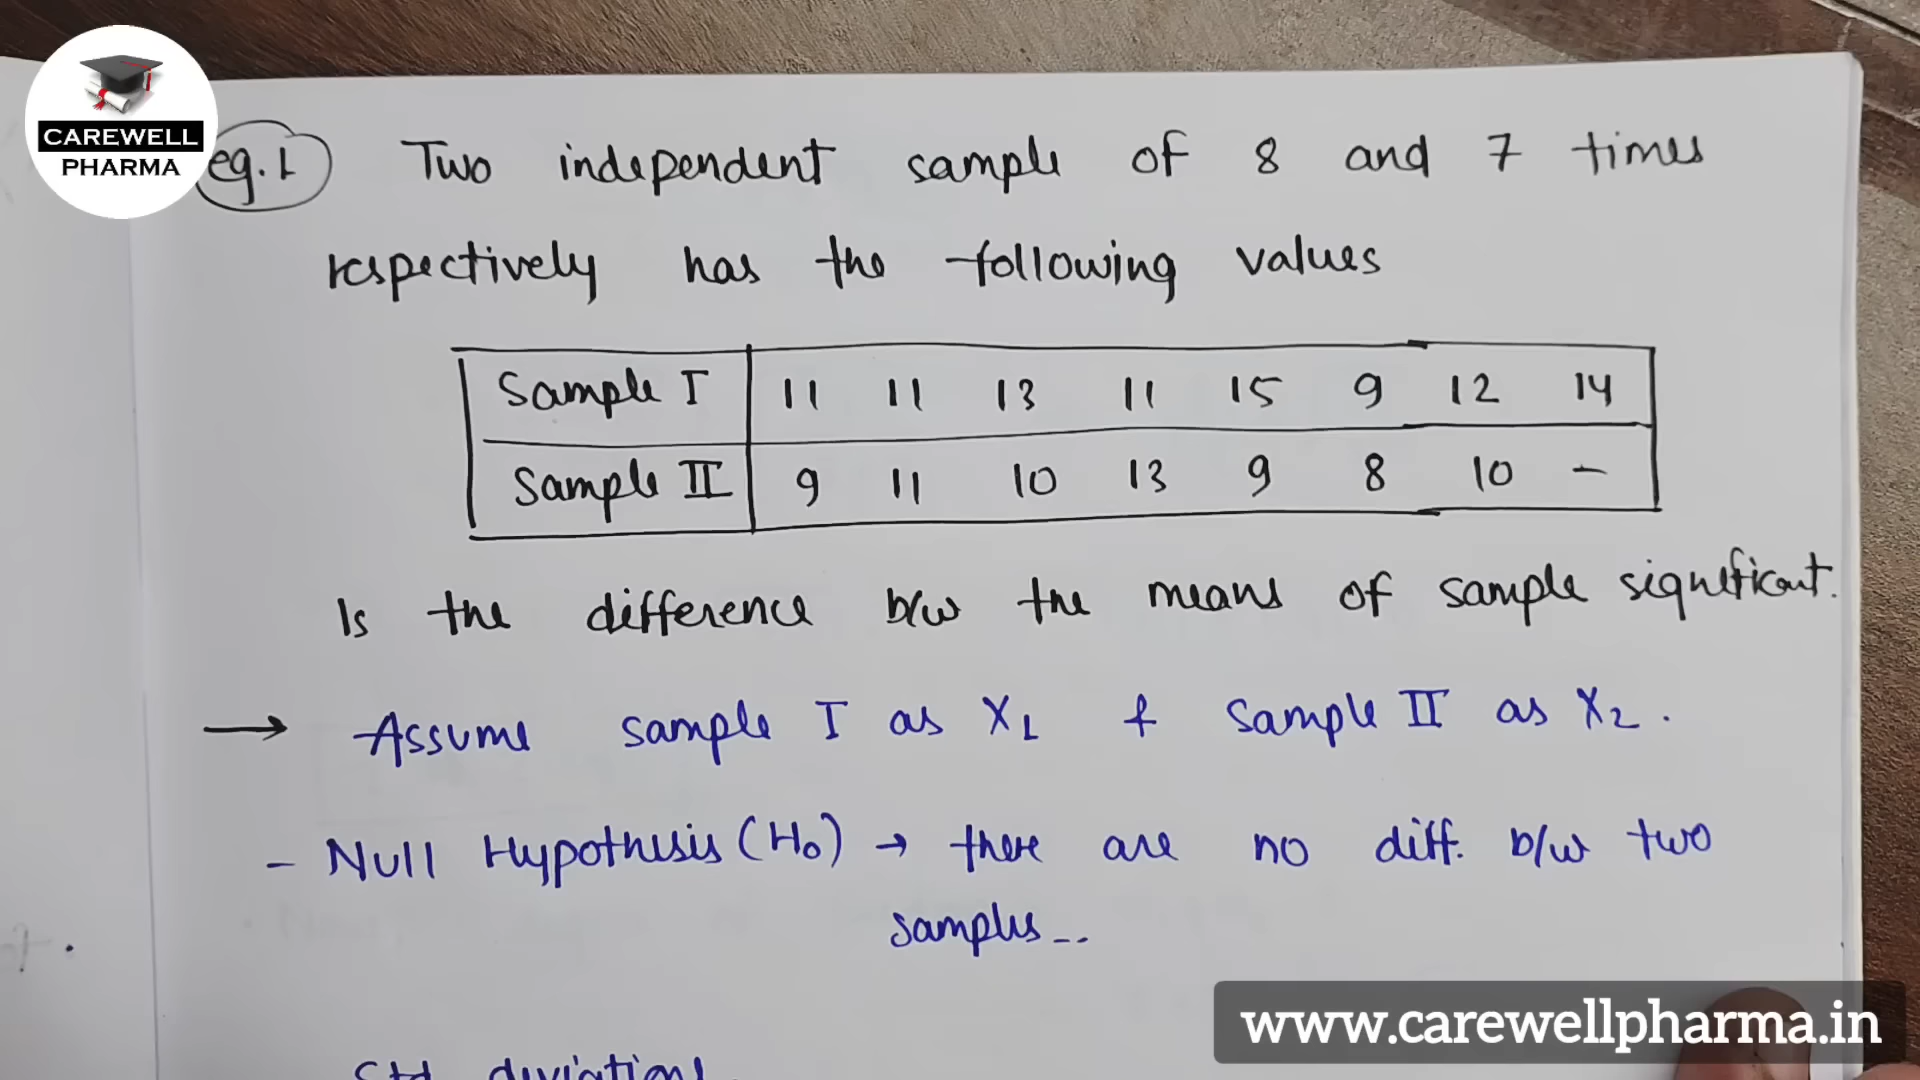 CAREWELL
PHARMA
eg.1 Two independent sample of 8 and 7 times
respectively has the following values
Sample I 11 11 13 11 15 9 12 14
Sample II 9 11 10 13 9 8 10 -
Is the difference b/w the means of sample significant.
→ Assume sample I as X1 & Sample II as X2.
- Null Hypothesis (H0) → there are no diff. b/w two
samples --
Std deviation
www.carewellpharma.in